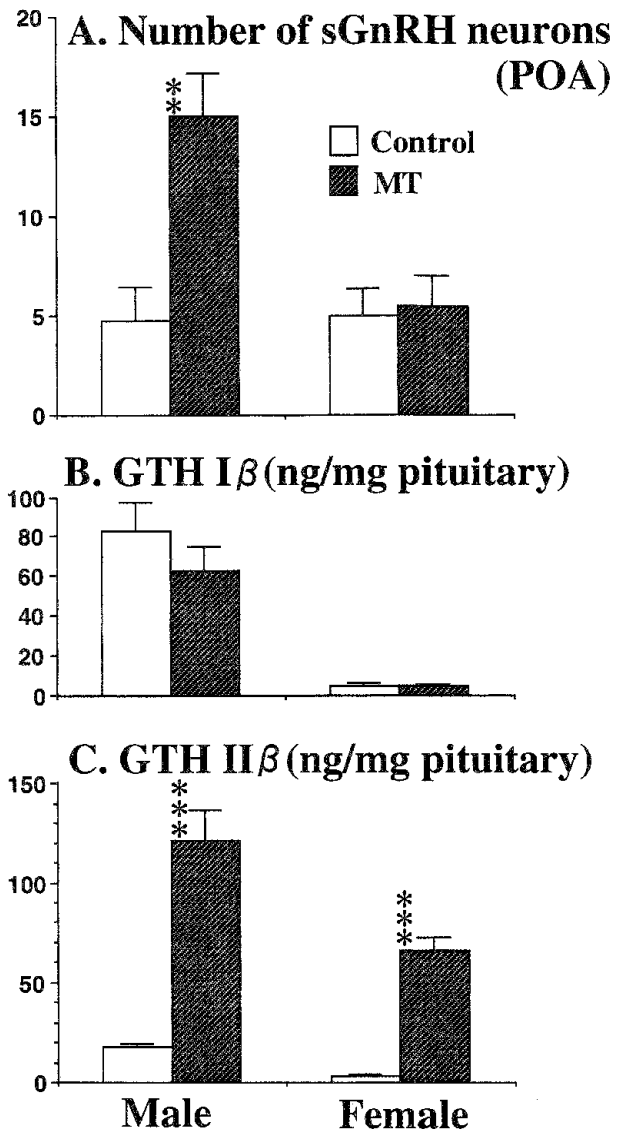 A. Number of sGnRH neurons
(POA)
20
15
10
5
0
**
Control
MT
B. GTH Iβ(ng/mg pituitary)
100
80
60
40
20
0
C. GTH IIβ(ng/mg pituitary)
150
100
50
0
***
***
Male Female